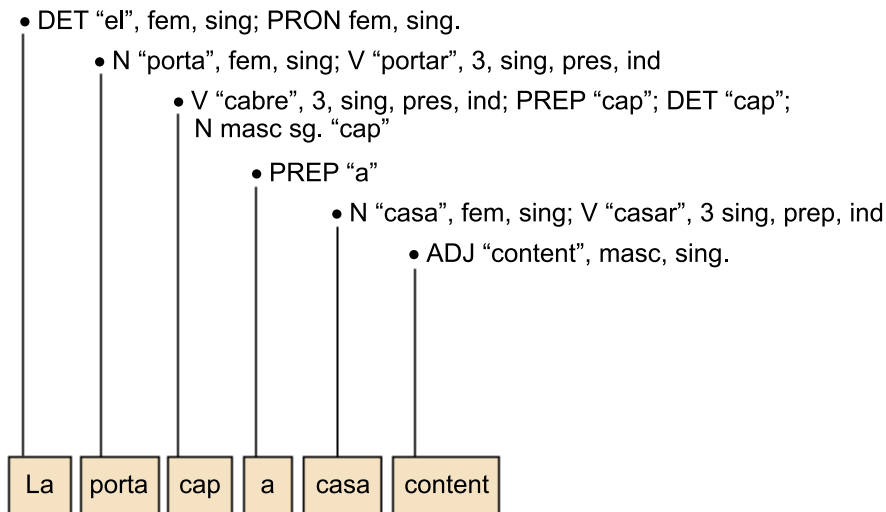 • DET “el”, fem, sing; PRON fem, sing.
• N “porta”, fem, sing; V “portar”, 3, sing, pres, ind
• V “cabre”, 3, sing, pres, ind; PREP “cap”; DET “cap”;
N masc sg. “cap”
• PREP “a”
• N “casa”, fem, sing; V “casar”, 3 sing, prep, ind
• ADJ “content”, masc, sing.
La porta cap a casa content